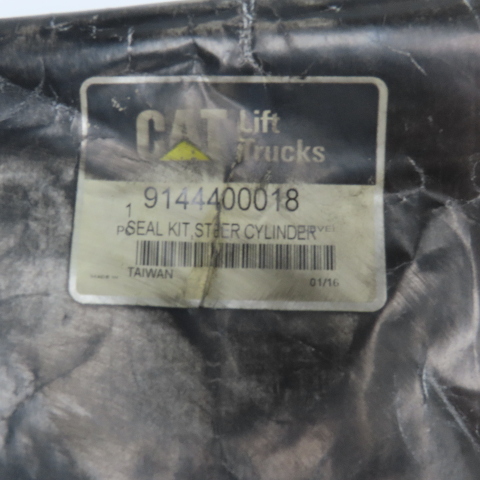 CAT Lift
Trucks
9144400018
1
SEAL KIT,STEER CYLINDER
TAIWAN
01/16